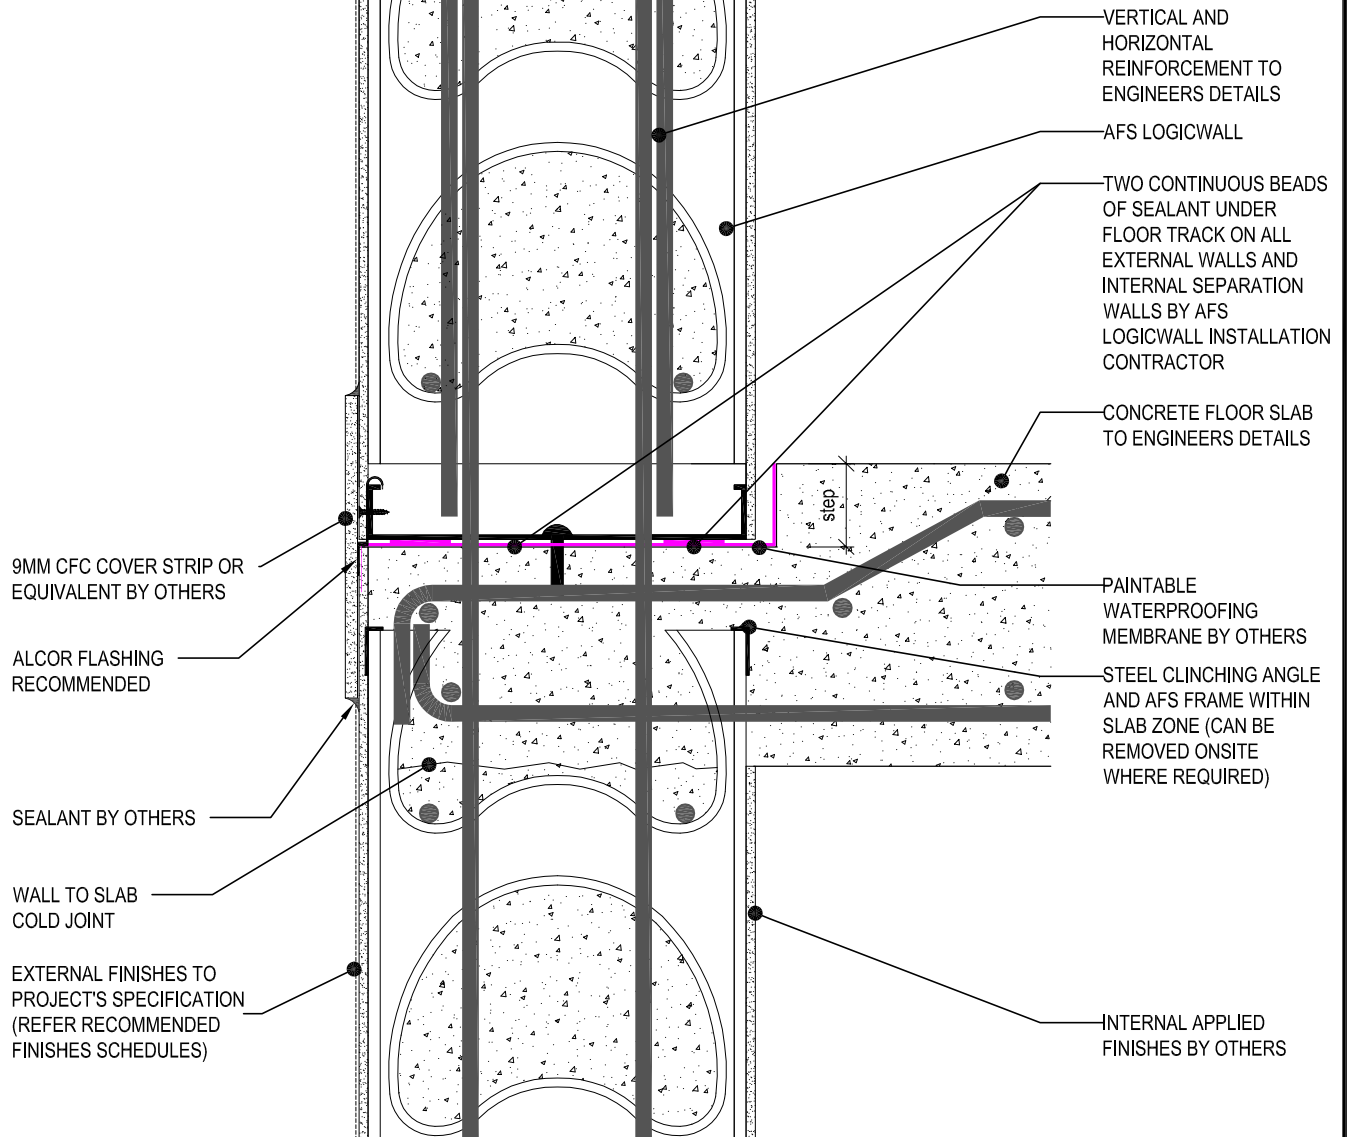 VERTICAL AND
HORIZONTAL
REINFORCEMENT TO
ENGINEERS DETAILS
AFS LOGICWALL
TWO CONTINUOUS BEADS
OF SEALANT UNDER
FLOOR TRACK ON ALL
EXTERNAL WALLS AND
INTERNAL SEPARATION
WALLS BY AFS
LOGICWALL INSTALLATION
CONTRACTOR
CONCRETE FLOOR SLAB
TO ENGINEERS DETAILS
step
PAINTABLE
WATERPROOFING
MEMBRANE BY OTHERS
STEEL CLINCHING ANGLE
AND AFS FRAME WITHIN
SLAB ZONE (CAN BE
REMOVED ONSITE
WHERE REQUIRED)
INTERNAL APPLIED
FINISHES BY OTHERS
9MM CFC COVER STRIP OR
EQUIVALENT BY OTHERS
ALCOR FLASHING
RECOMMENDED
SEALANT BY OTHERS
WALL TO SLAB
COLD JOINT
EXTERNAL FINISHES TO
PROJECT'S SPECIFICATION
(REFER RECOMMENDED
FINISHES SCHEDULES)